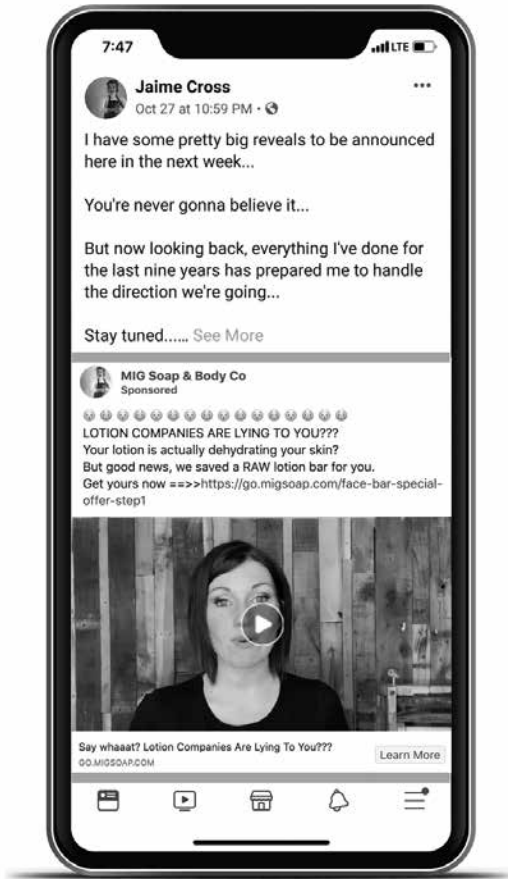 7:47
LTE
Jaime Cross
Oct 27 at 10:59 PM •
I have some pretty big reveals to be announced
here in the next week...
You're never gonna believe it...
But now looking back, everything I've done for
the last nine years has prepared me to handle
the direction we're going...
Stay tuned...... See More
MIG Soap & Body Co
Sponsored
LOTION COMPANIES ARE LYING TO YOU???
Your lotion is actually dehydrating your skin?
But good news, we saved a RAW lotion bar for you.
Get yours now ==>>https://go.migsoap.com/face-bar-special-
offer-step1
Say whaaat? Lotion Companies Are Lying To You???
Learn More
GO.MIGSOAP.COM